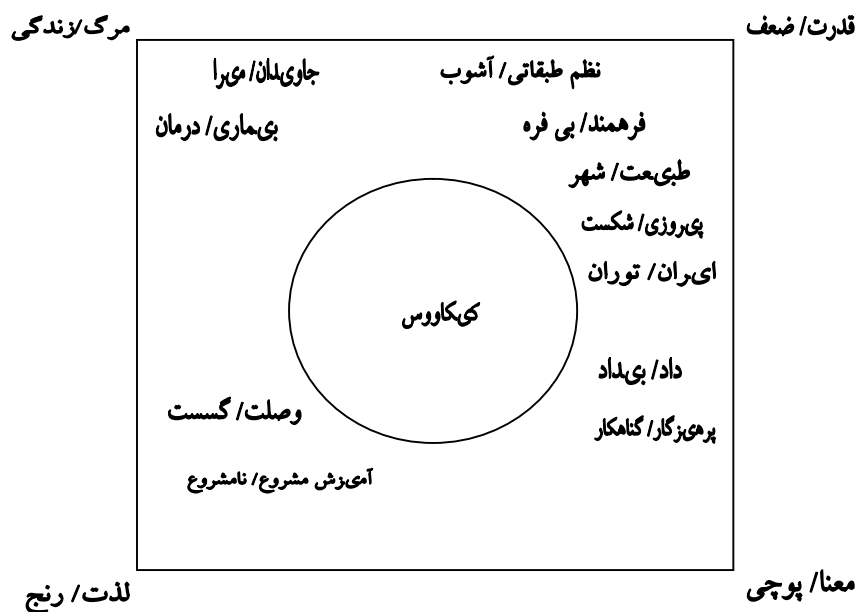 قدرت/ ضعف
مرگ/زندگی
نظم طبقاتی/ آشوب
جاویدان/ میرا
فرهمند/ بی فره
بیماری/ درمان
طبیعت/ شهر
پیروزی/ شکست
ایران/ توران
کیکاووس
داد/ بیداد
وصلت/ گسست
پرهیزگار/ گناهکار
آمیزش مشروع/ نامشروع
معنا/ پوچی
لذت/ رنج